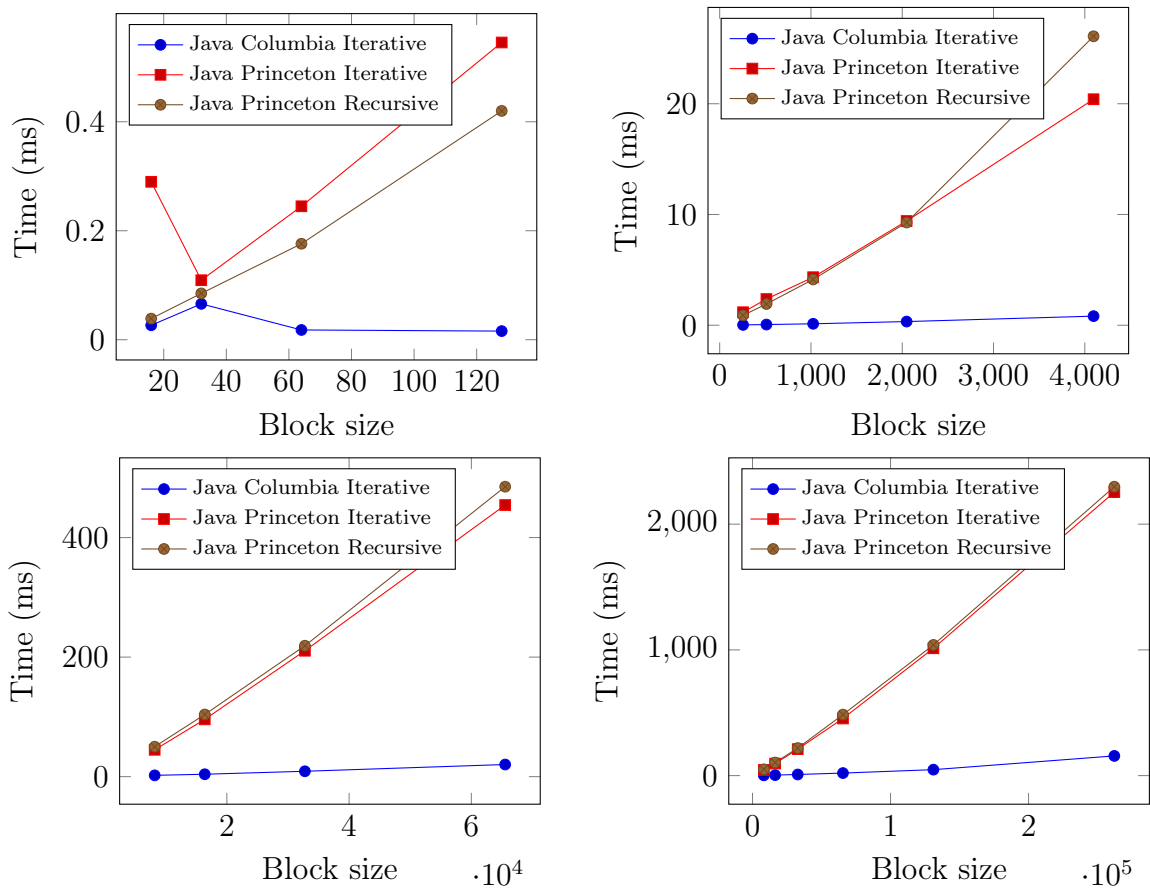 Java Columbia Iterative
Java Princeton Iterative
Java Princeton Recursive
Time (ms)
0.4
0.2
0
20 40 60 80 100 120
Block size
Java Columbia Iterative
Java Princeton Iterative
Java Princeton Recursive
Time (ms)
20
10
0
0 1,000 2,000 3,000 4,000
Block size
Java Columbia Iterative
Java Princeton Iterative
Java Princeton Recursive
Time (ms)
400
200
0
2 4 6
Block size ·10⁴
Java Columbia Iterative
Java Princeton Iterative
Java Princeton Recursive
Time (ms)
2,000
1,000
0
0 1 2
Block size ·10⁵